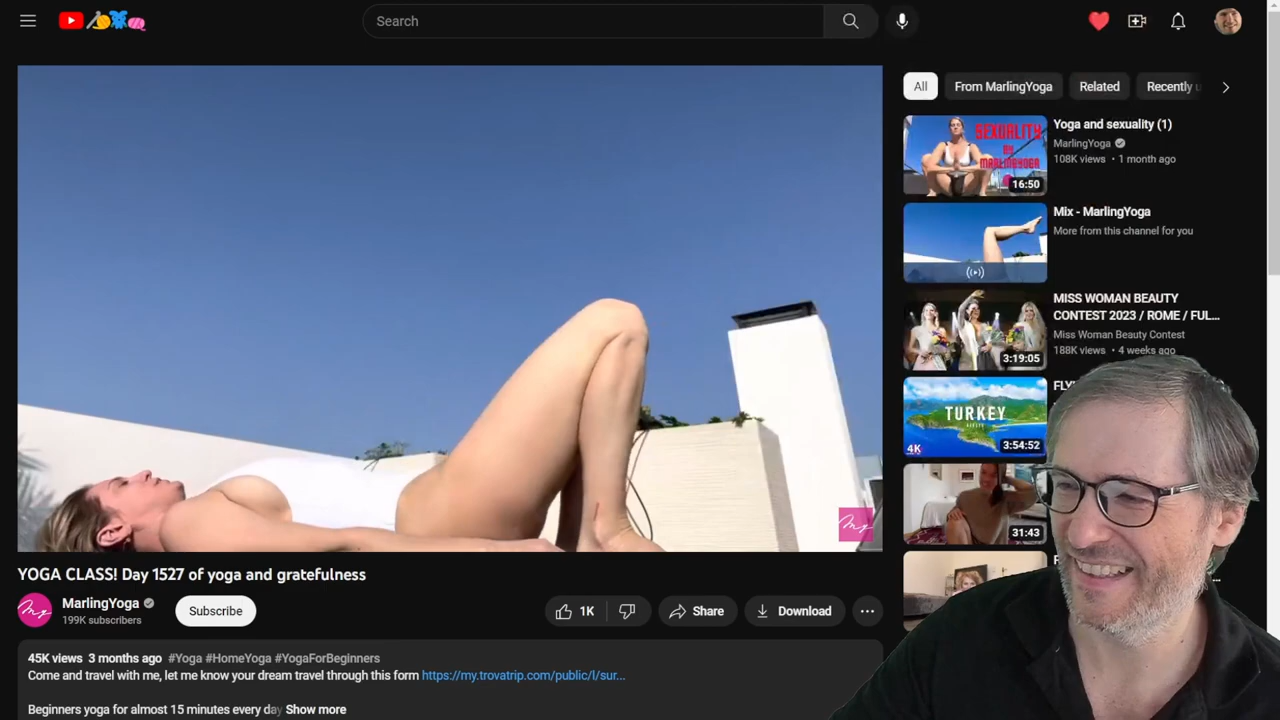 Search
All
From MarlingYoga
Related
Recently u
SEXUALITY
BY
MARLINGYOGA
16:50
Yoga and sexuality (1)
MarlingYoga
108K views • 1 month ago
Mix - MarlingYoga
More from this channel for you
MISS WOMAN BEAUTY
CONTEST 2023 / ROME / FUL...
Miss Woman Beauty Contest
188K views • 4 weeks ago
3:19:05
TURKEY
4K
3:54:52
31:43
YOGA CLASS! Day 1527 of yoga and gratefulness
MarlingYoga
199K subscribers
Subscribe
1K
Share
Download
45K views 3 months ago #Yoga #HomeYoga #YogaForBeginners
Come and travel with me, let me know your dream travel through this form https://my.trovatrip.com/public/l/sur...
Beginners yoga for almost 15 minutes every day Show more